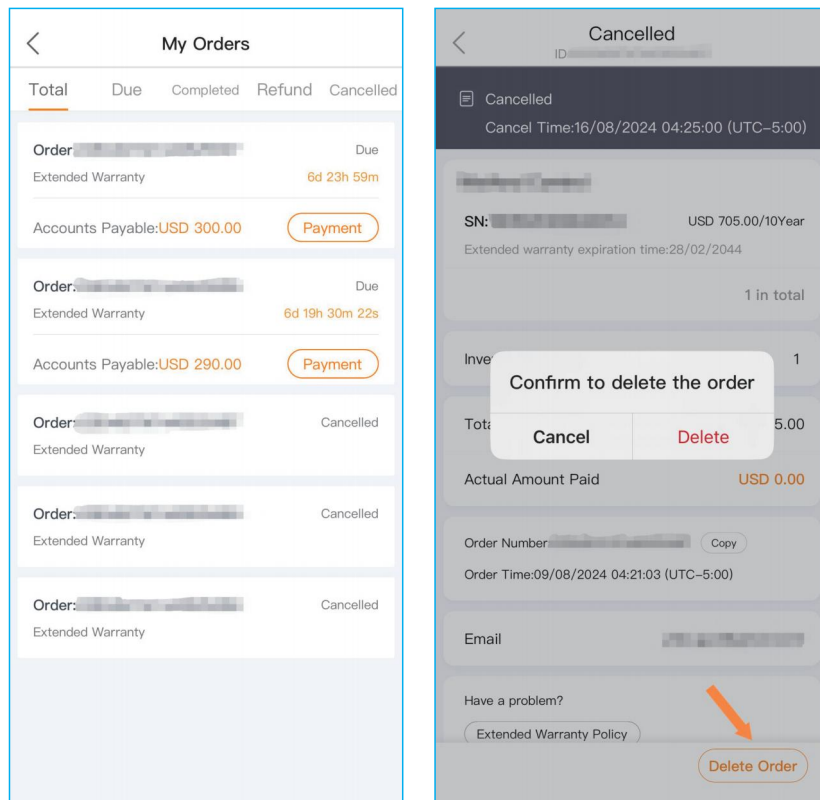 My Orders
Total Due Completed Refund Cancelled
Order: Due
Extended Warranty 6d 23h 59m
Accounts Payable:USD 300.00 Payment
Order: Due
Extended Warranty 6d 19h 30m 22s
Accounts Payable:USD 290.00 Payment
Order: Cancelled
Extended Warranty
Order: Cancelled
Extended Warranty
Order: Cancelled
Extended Warranty
Cancelled
ID
Cancelled
Cancel Time:16/08/2024 04:25:00 (UTC-5:00)
SN: USD 705.00/10Year
Extended warranty expiration time:28/02/2044
1 in total
1
Confirm to delete the order
5.00
Cancel Delete
Actual Amount Paid USD 0.00
Order Number Copy
Order Time:09/08/2024 04:21:03 (UTC-5:00)
Email
Have a problem?
Extended Warranty Policy
Delete Order